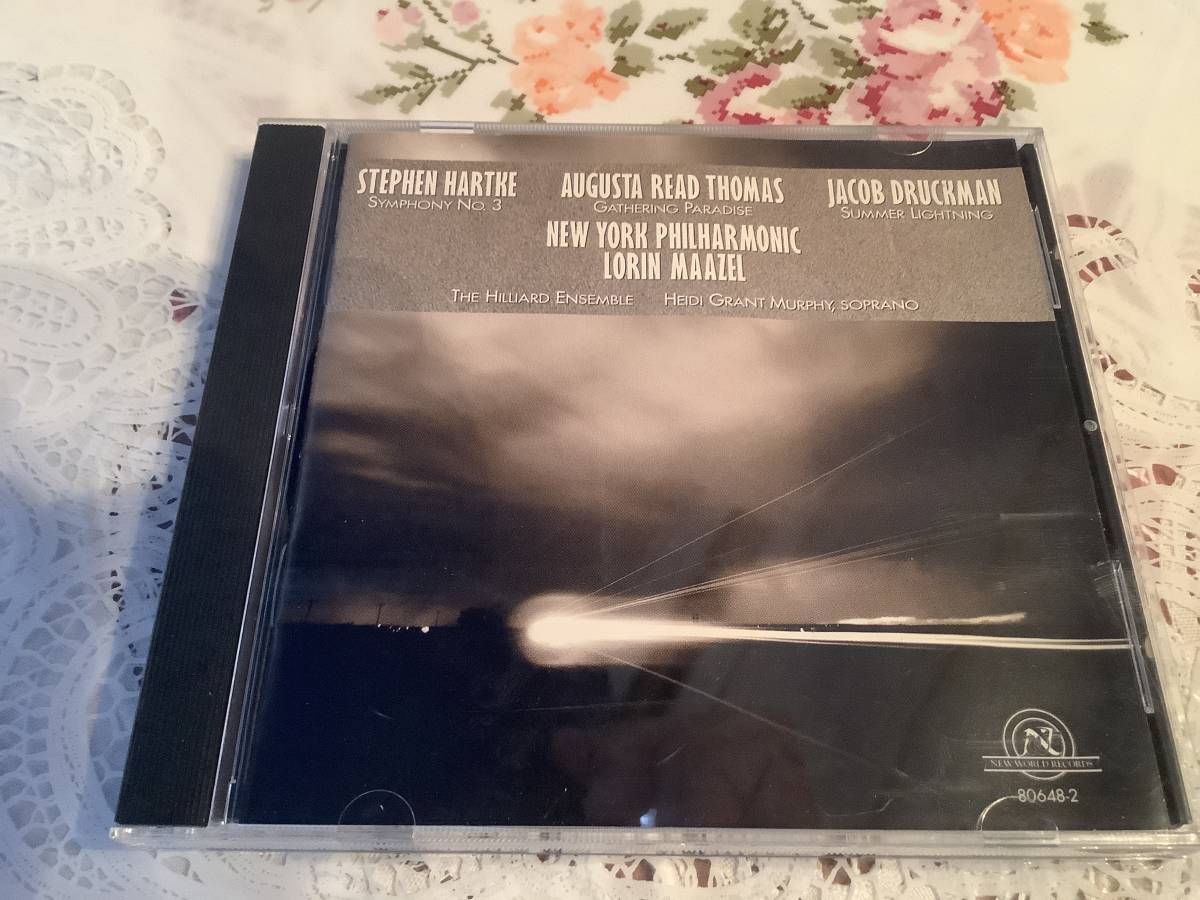 STEPHEN HARTKE AUGUSTA READ THOMAS JACOB DRUCKMAN
SYMPHONY NO. 3 GATHERING PARADISE SUMMER LIGHTNING
NEW YORK PHILHARMONIC
LORIN MAAZEL
THE HILLIARD ENSEMBLE HEIDI GRANT MURPHY, SOPRANO
NEW WORLD RECORDS
80648-2